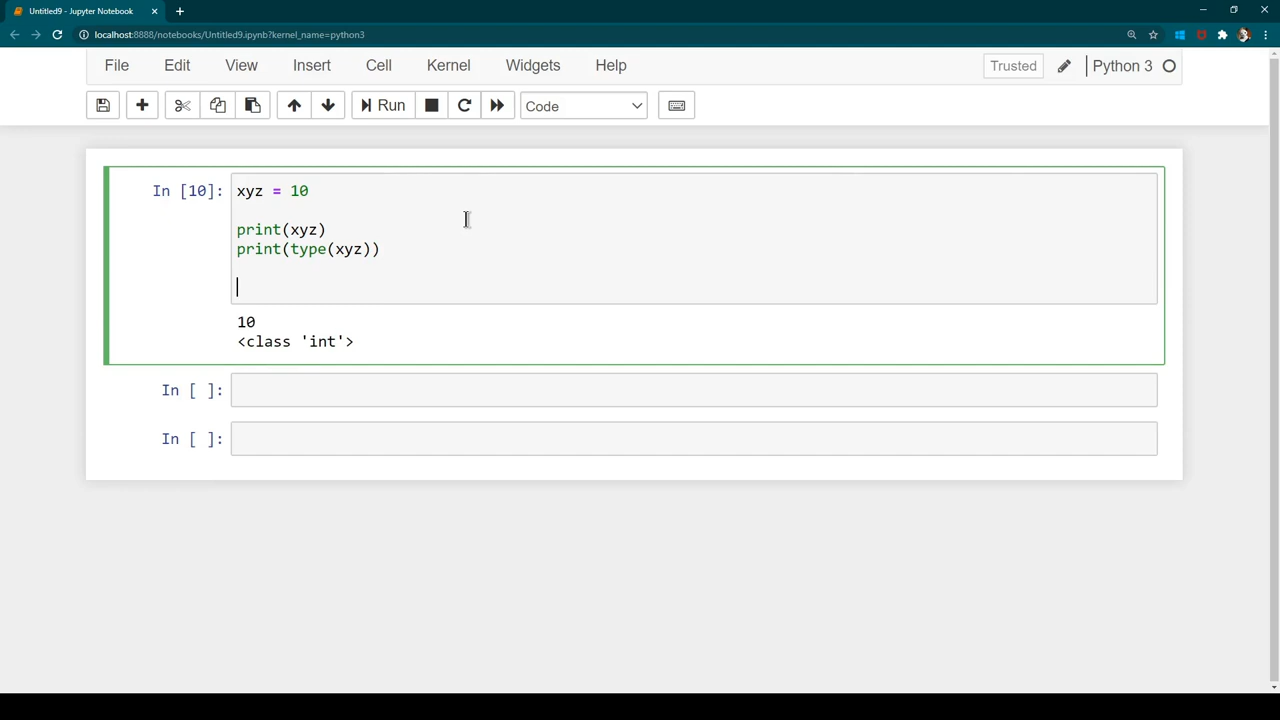 Untitled9 - Jupyter Notebook
localhost:8888/notebooks/Untitled9.ipynb?kernel_name=python3
File Edit View Insert Cell Kernel Widgets Help Trusted Python 3
Run Code
In [10]: xyz = 10
print(xyz)
print(type(xyz))
10
<class 'int'>
In [ ]:
In [ ]: